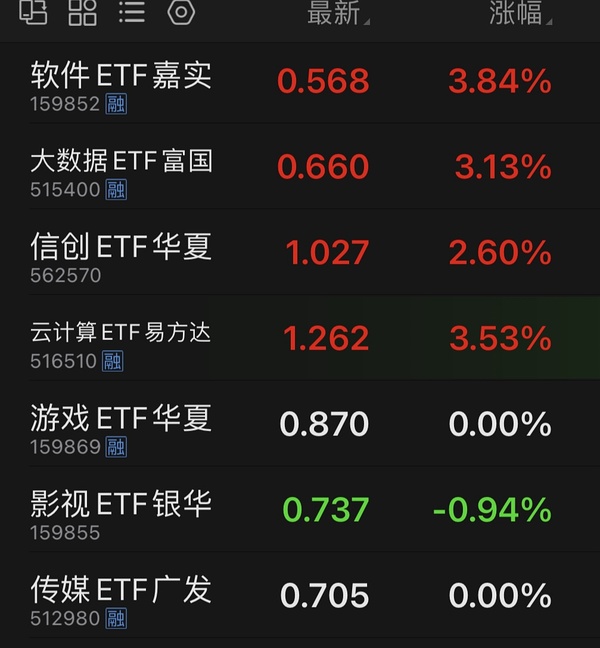 最新 涨幅
软件ETF嘉实 0.568 3.84%
159852 融
大数据ETF富国 0.660 3.13%
515400 融
信创ETF华夏 1.027 2.60%
562570
云计算ETF易方达 1.262 3.53%
516510 融
游戏ETF华夏 0.870 0.00%
159869 融
影视ETF银华 0.737 -0.94%
159855
传媒ETF广发 0.705 0.00%
512980 融